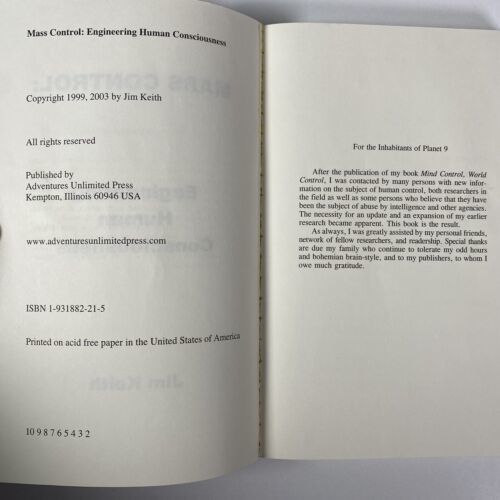 Mass Control: Engineering Human Consciousness
Copyright 1999, 2003 by Jim Keith
All rights reserved
Published by
Adventures Unlimited Press
Kempton, Illinois 60946 USA
www.adventuresunlimitedpress.com
ISBN 1-931882-21-5
Printed on acid free paper in the United States of America
10 9 8 7 6 5 4 3 2
For the Inhabitants of Planet 9
After the publication of my book Mind Control, World
Control, I was contacted by many persons with new infor-
mation on the subject of human control, both researchers in
the field as well as some persons who believe that they have
been the subject of abuse by intelligence and other agencies.
The necessity for an update and an expansion of my earlier
research became apparent. This book is the result.
As always, I was greatly assisted by my personal friends,
network of fellow researchers, and readership. Special thanks
are due my family who continue to tolerate my odd hours
and bohemian brain-style, and to my publishers, to whom I
owe much gratitude.